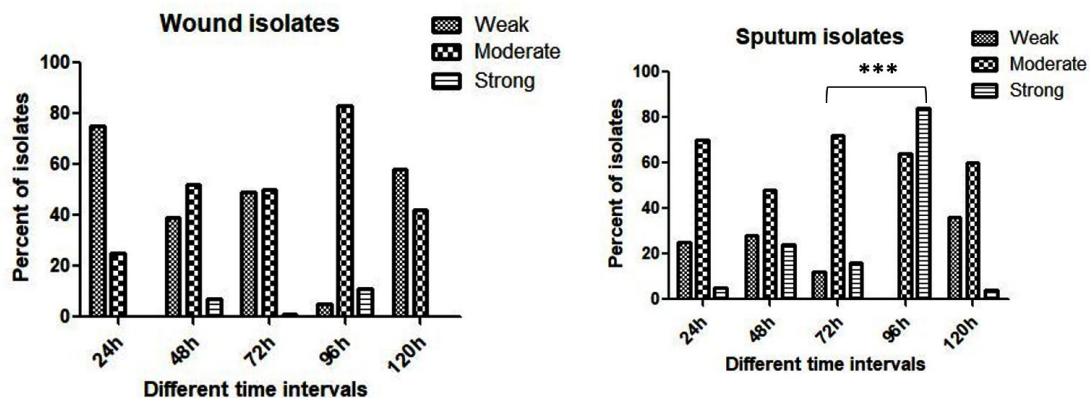 Wound isolates
Weak
Moderate
Strong
Percent of isolates
100
80
60
40
20
0
24h
48h
72h
96h
120h
Different time intervals
Sputum isolates
Weak
Moderate
Strong
***
Percent of isolates
100
80
60
40
20
0
24h
48h
72h
96h
120h
Different time intervals